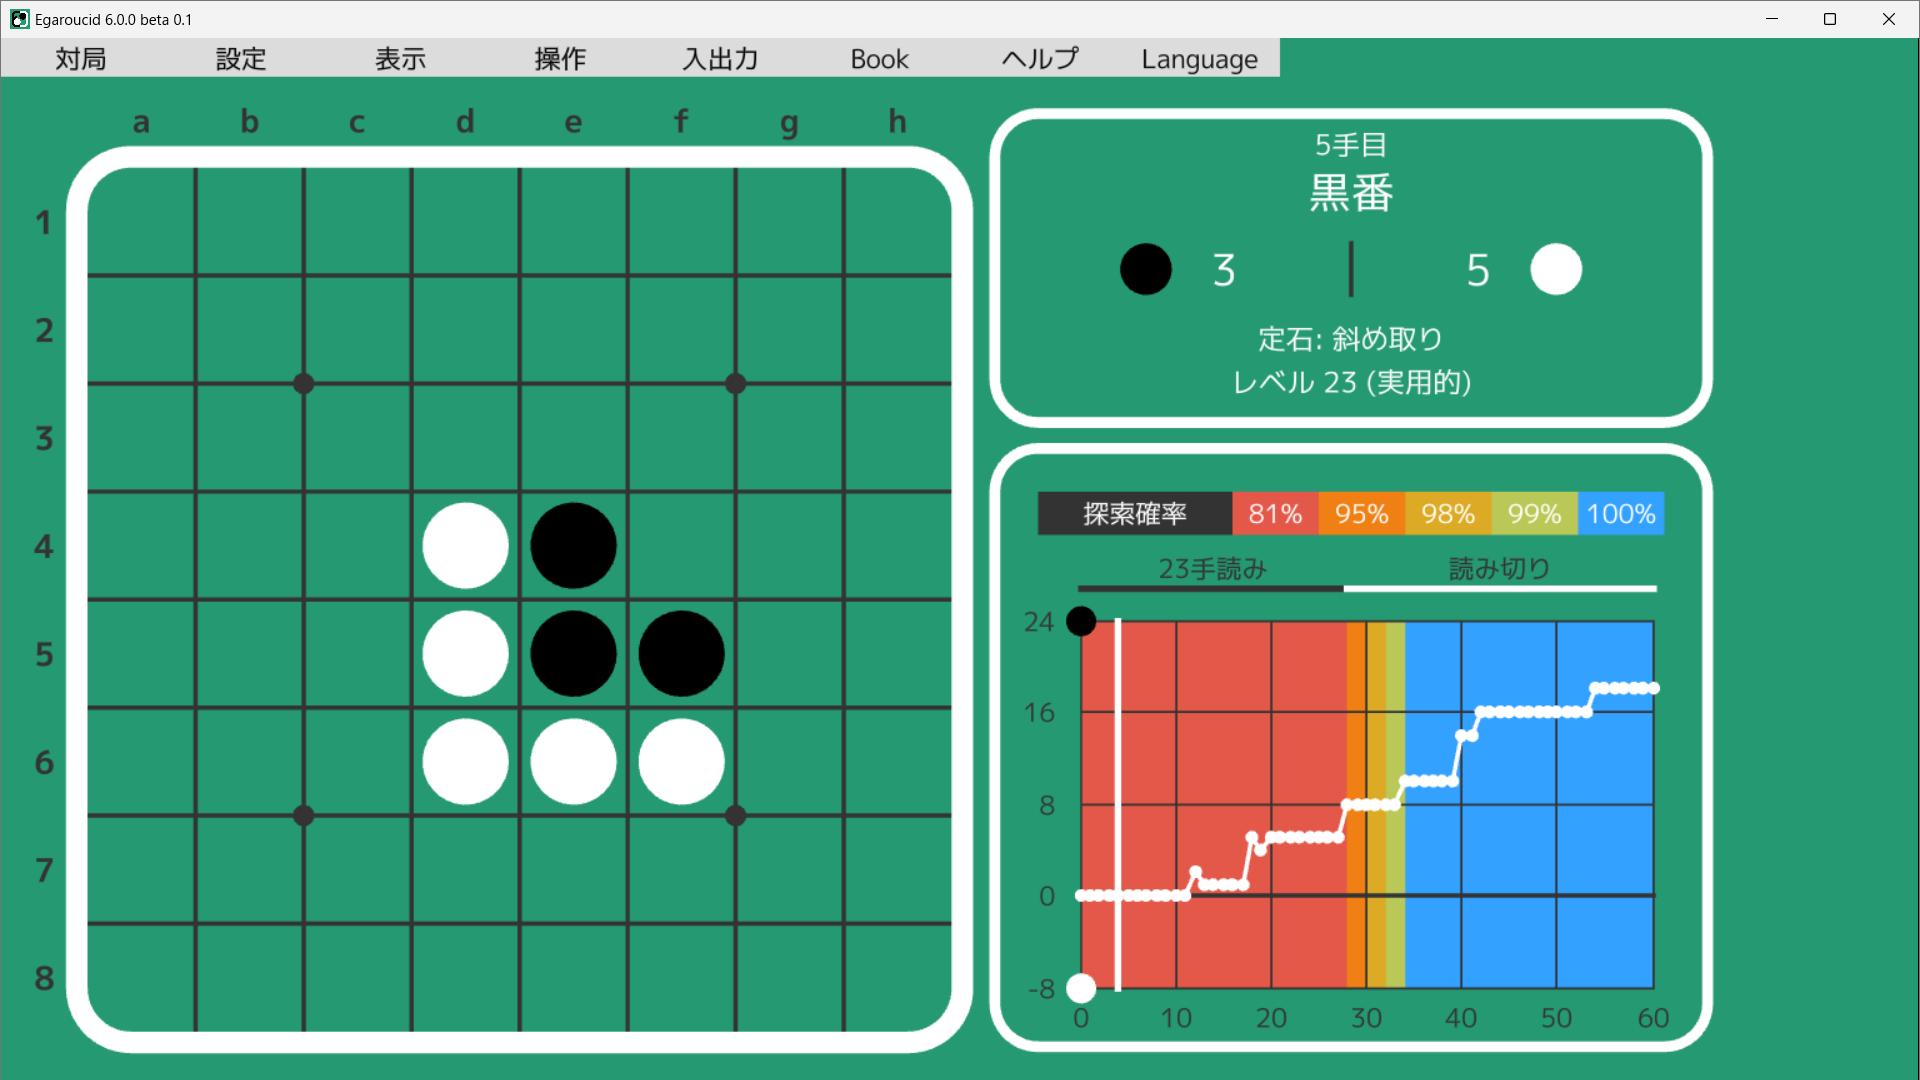 Egaroucid 6.0.0 beta 0.1
対局 設定 表示 操作 入出力 Book ヘルプ Language
a b c d e f g h
1
2
3
4
5
6
7
8
5手目
黒番
3 5
定石: 斜め取り
レベル 23 (実用的)
探索確率 81% 95% 98% 99% 100%
23手読み 読み切り
24
16
8
0
-8
0 10 20 30 40 50 60